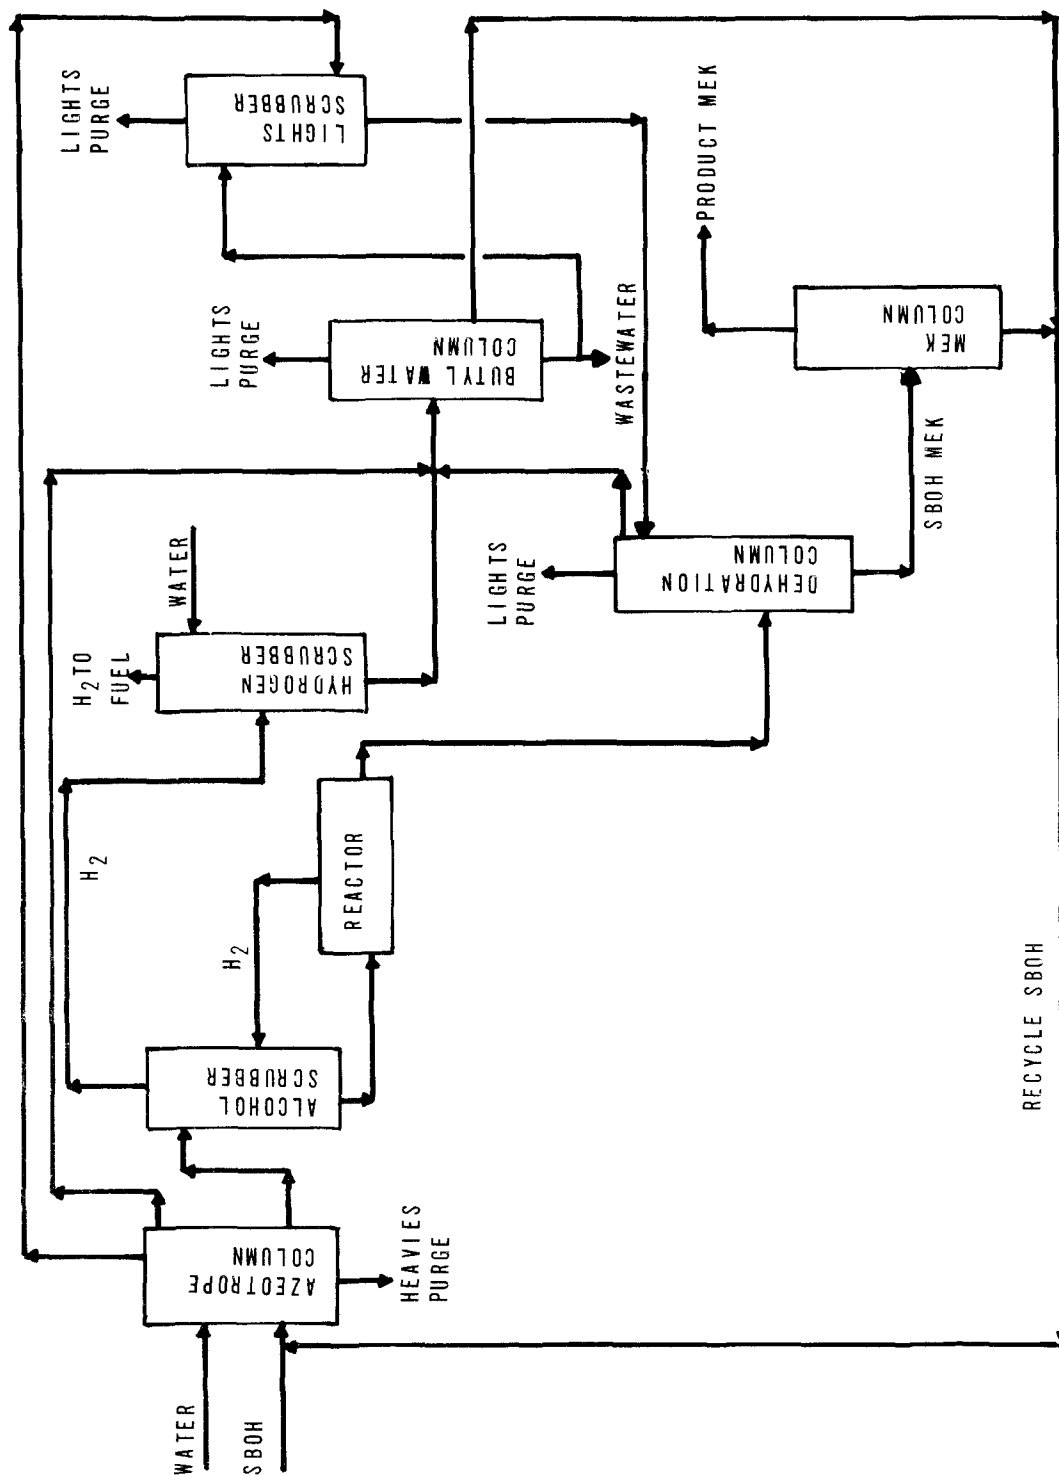 LIGHTS
PURGE
LIGHTS
SCRUBBER
PRODUCT MEK
LIGHTS
PURGE
BUTYL WATER
COLUMN
WASTEWATER
MEK
COLUMN
SBOH MEK
WATER
H2 TO
FUEL
HYDROGEN
SCRUBBER
LIGHTS
PURGE
DEHYDRATION
COLUMN
H2
H2
REACTOR
ALCOHOL
SCRUBBER
RECYCLE SBOH
AZEOTROPE
COLUMN
HEAVIES
PURGE
WATER
SBOH